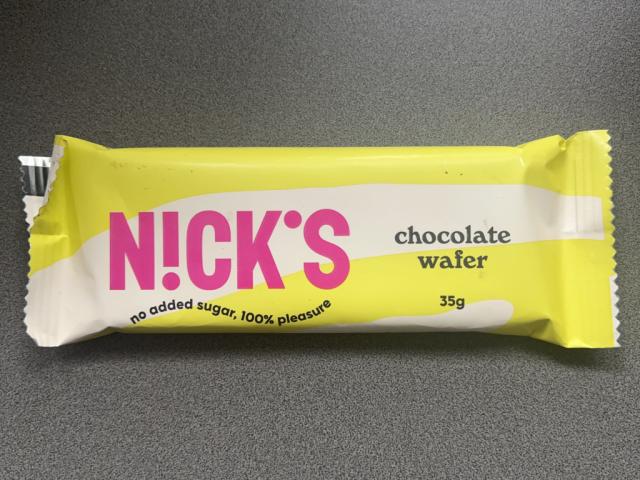 N!CK'S
no added sugar, 100% pleasure
chocolate
wafer
35g